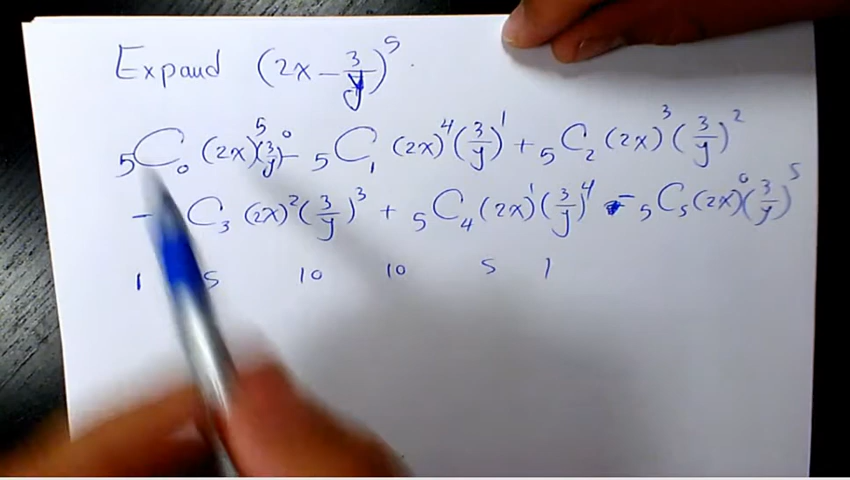 Expand (2x - 3/y)^5.
5C0 (2x)^5 (3/y)^0 - 5C1 (2x)^4 (3/y)^1 + 5C2 (2x)^3 (3/y)^2
- C3 (2x)^2 (3/y)^3 + 5C4 (2x)^1 (3/y)^4 - 5C5 (2x)^0 (3/y)^5
1 5 10 10 5 1